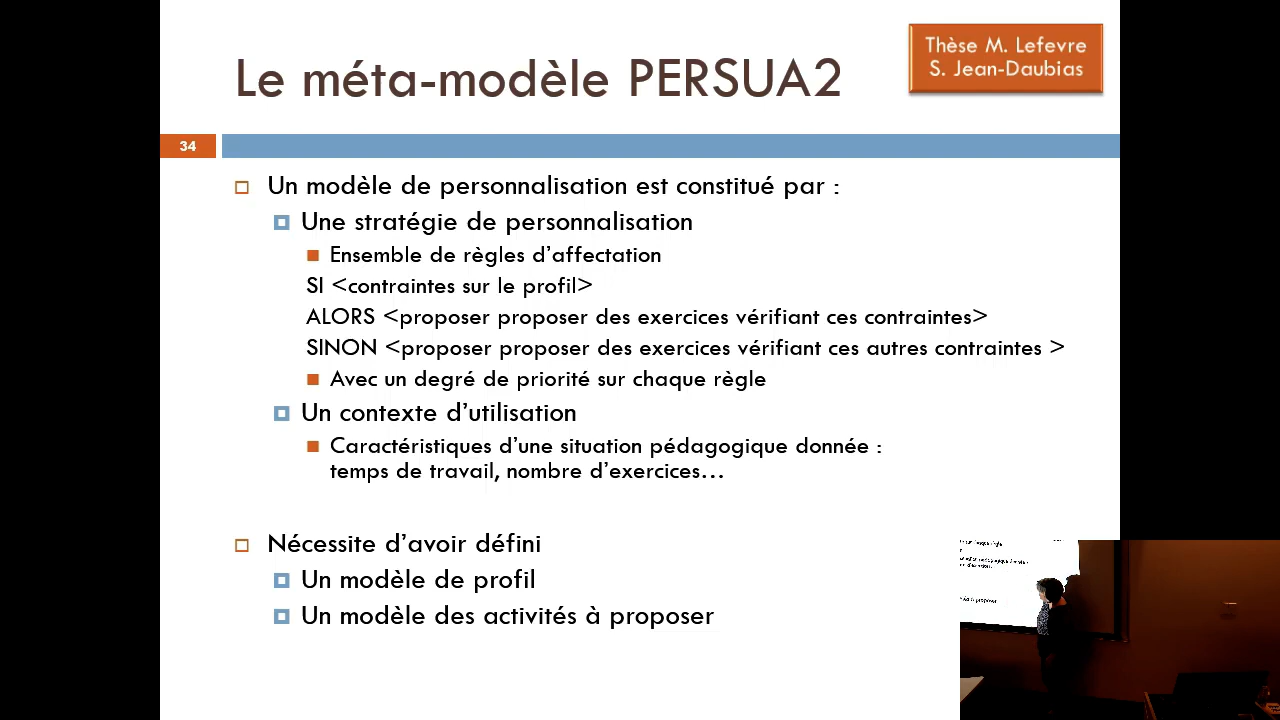 Le méta-modèle PERSUA2
Thèse M. Lefevre
S. Jean-Daubias
34
Un modèle de personnalisation est constitué par :
Une stratégie de personnalisation
Ensemble de règles d'affectation
SI <contraintes sur le profil>
ALORS <proposer proposer des exercices vérifiant ces contraintes>
SINON <proposer proposer des exercices vérifiant ces autres contraintes >
Avec un degré de priorité sur chaque règle
Un contexte d'utilisation
Caractéristiques d'une situation pédagogique donnée :
temps de travail, nombre d'exercices...
Nécessite d'avoir défini
Un modèle de profil
Un modèle des activités à proposer